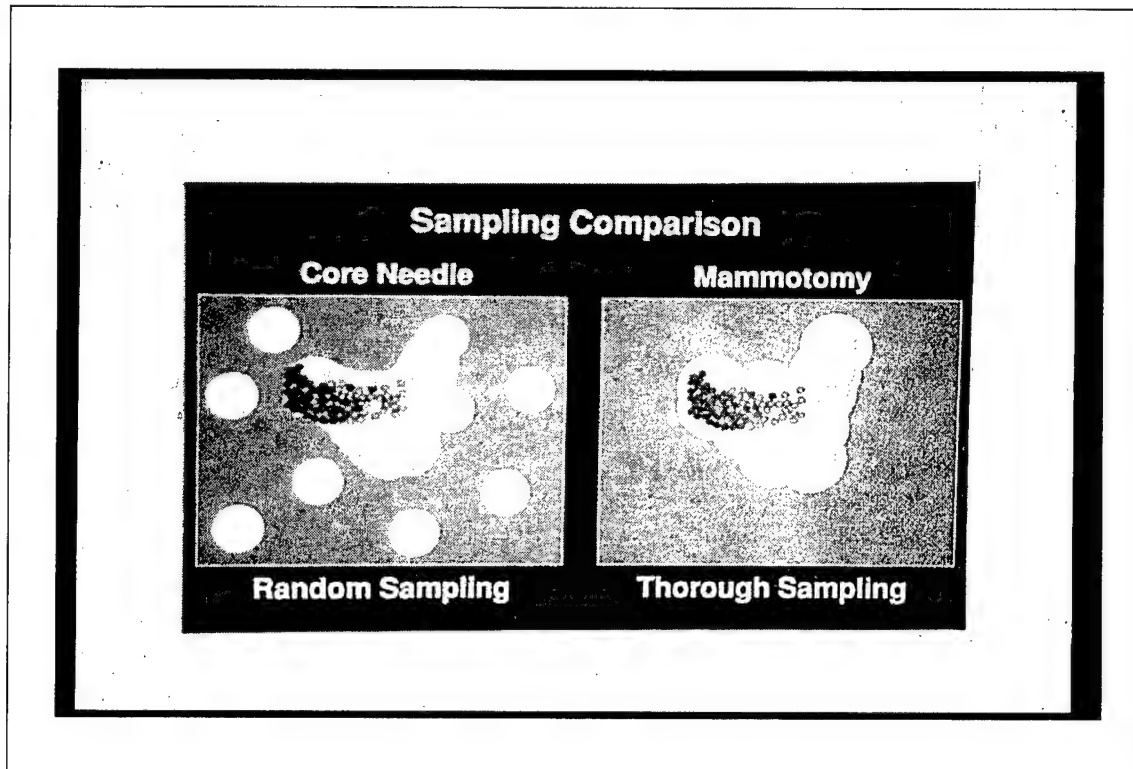 Sampling Comparison
Core Needle
Mammotomy
Random Sampling
Thorough Sampling